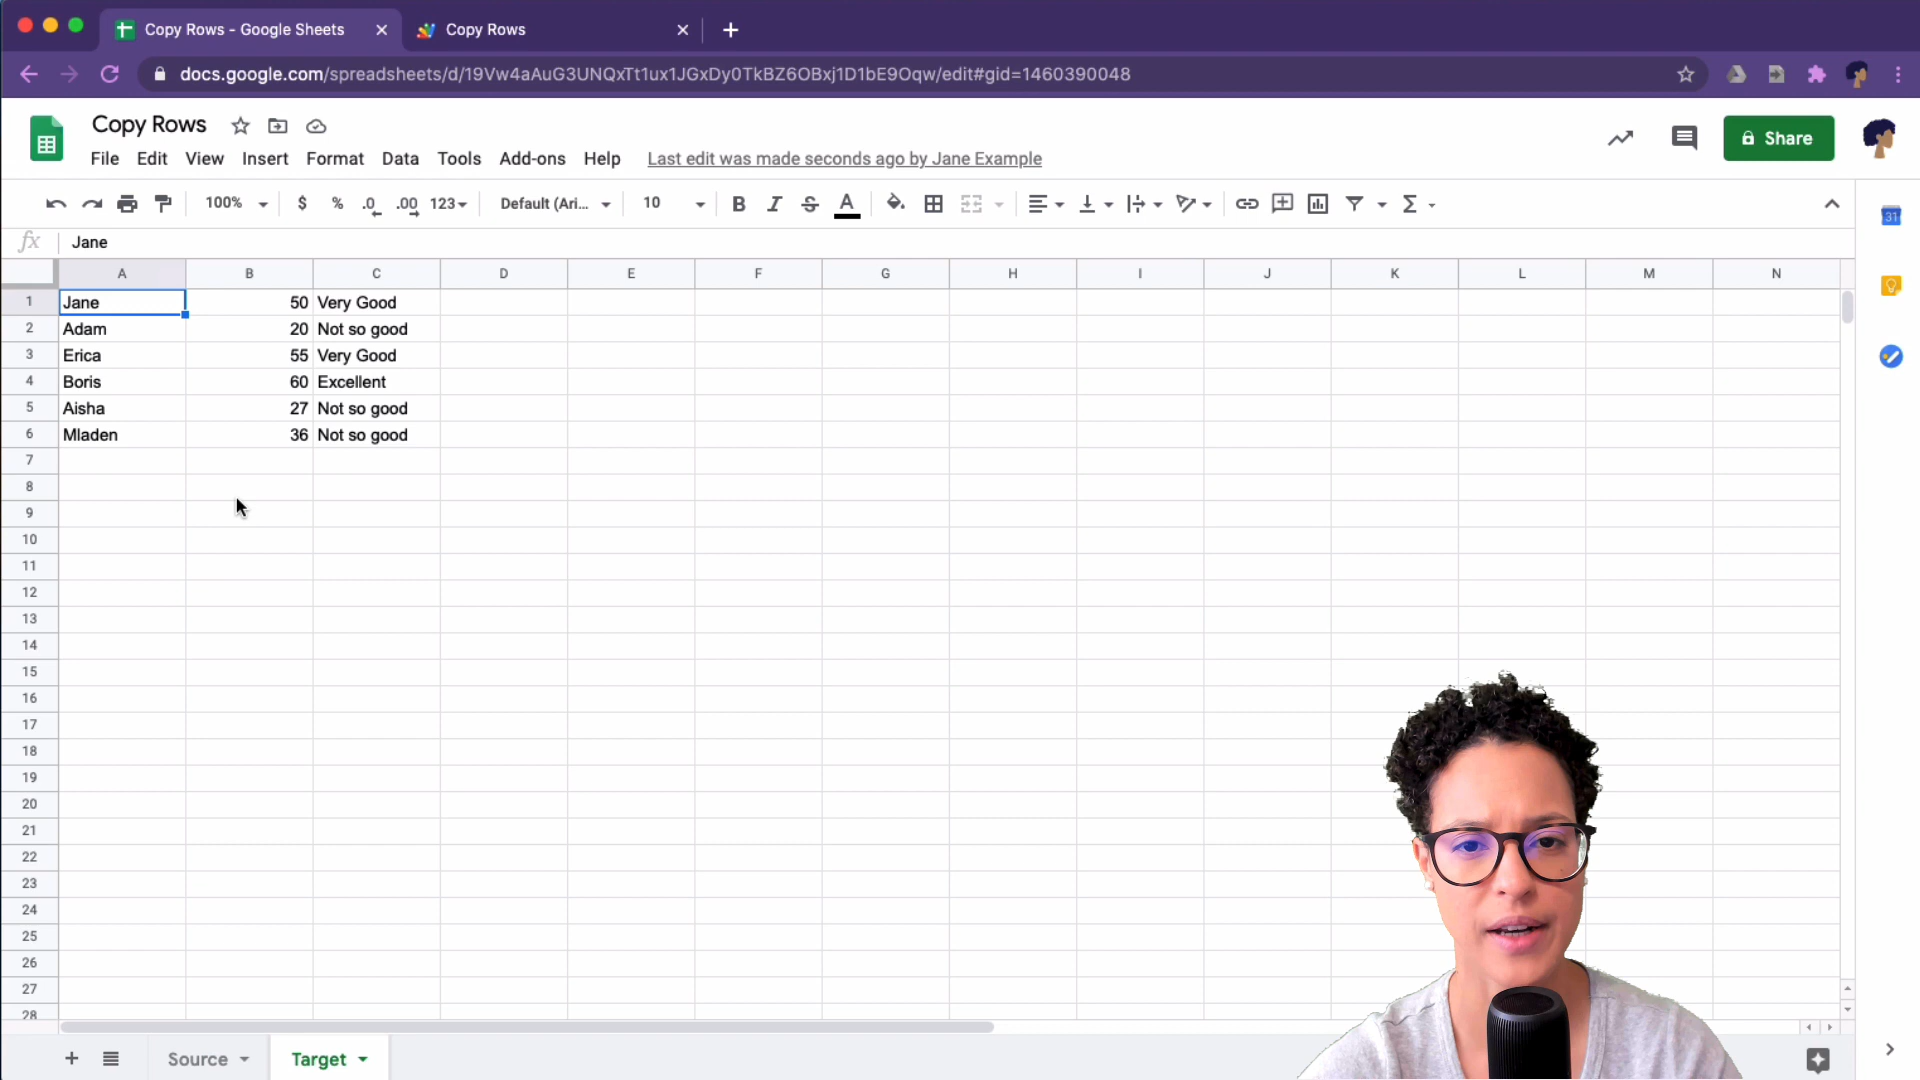 Copy Rows - Google Sheets
Copy Rows
docs.google.com/spreadsheets/d/19Vw4aAuG3UNQxTt1ux1JGxDy0TkBZ6OBxj1D1bE9Oqw/edit#gid=1460390048
Copy Rows
File Edit View Insert Format Data Tools Add-ons Help Last edit was made seconds ago by Jane Example
Share
100% $ % .0 .00 123 Default (Ari... 10 B I S A Σ
31
fx Jane
A B C D E F G H I J K L M N
1 Jane 50 Very Good
2 Adam 20 Not so good
3 Erica 55 Very Good
4 Boris 60 Excellent
5 Aisha 27 Not so good
6 Mladen 36 Not so good
7
8
9
10
11
12
13
14
15
16
17
18
19
20
21
22
23
24
25
26
27
28
+ Source Target